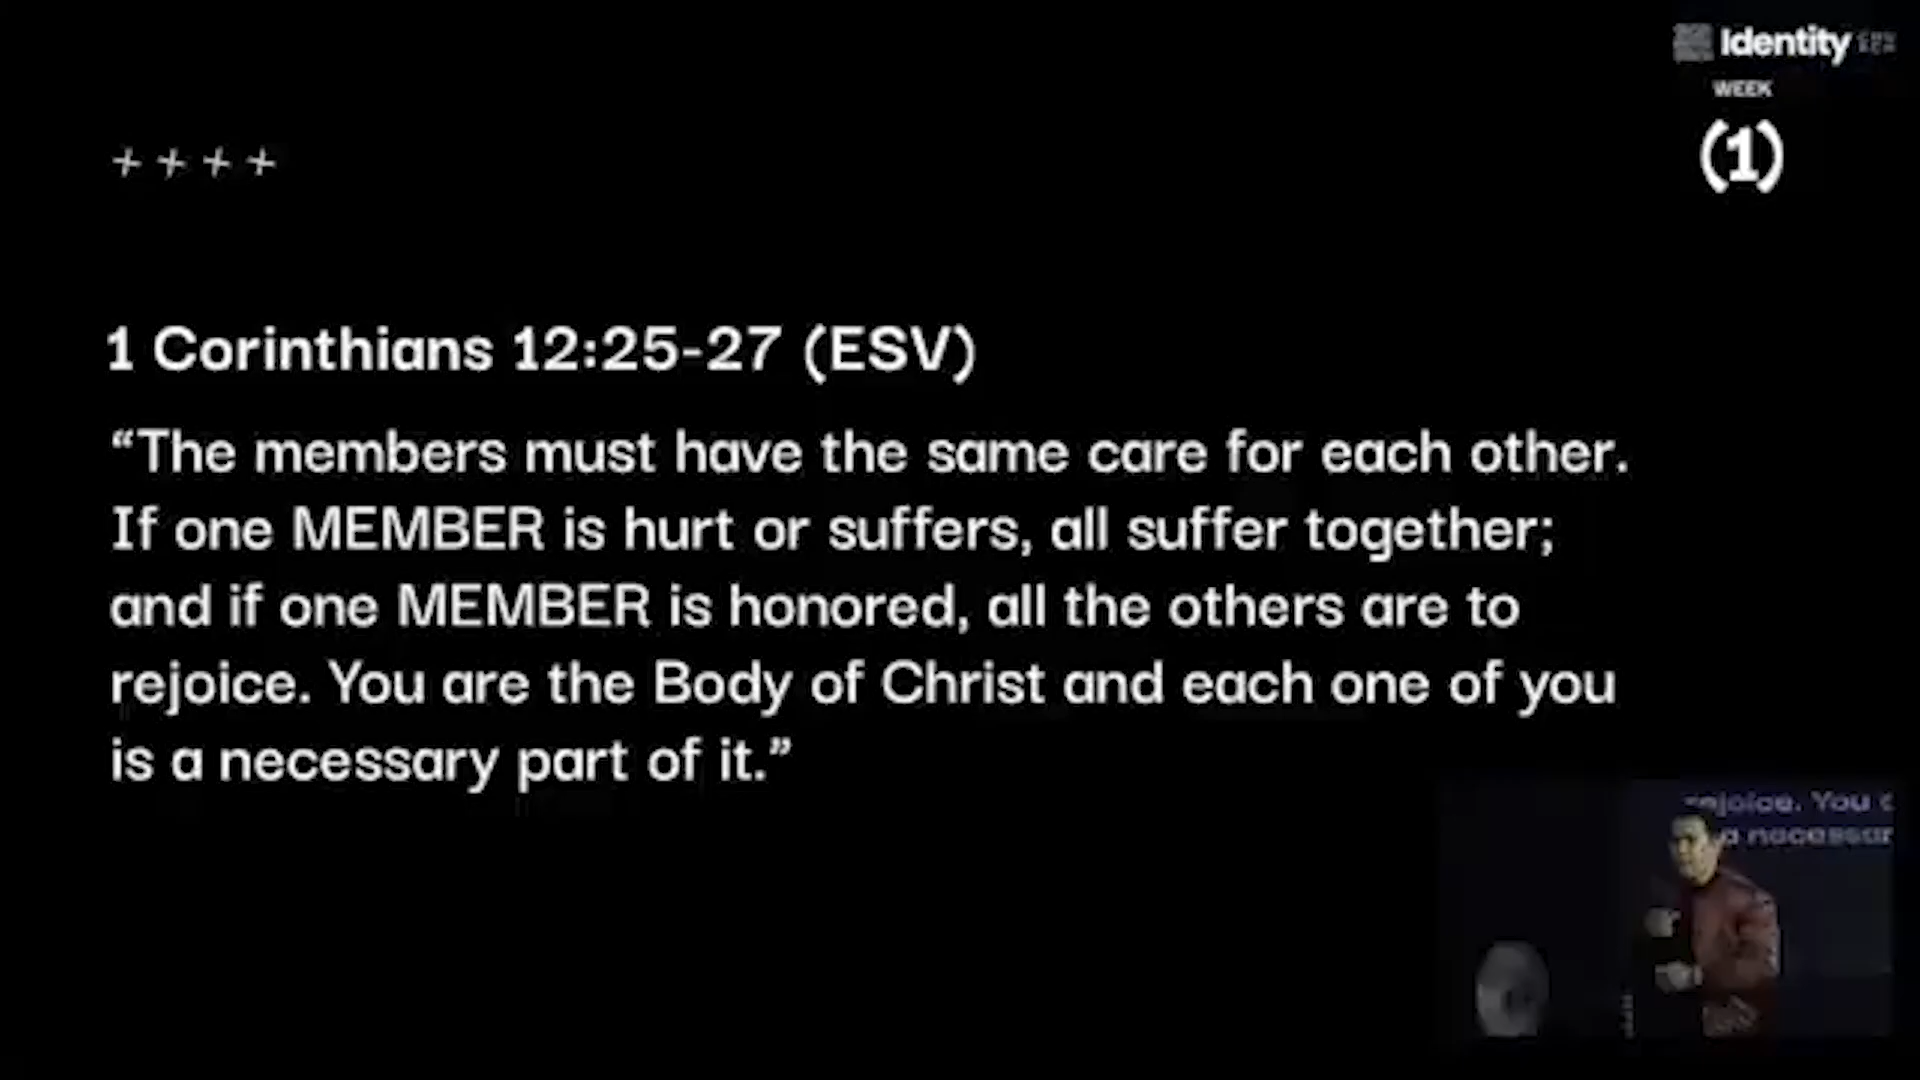 Identity
WEEK
(1)
++++
1 Corinthians 12:25-27 (ESV)
“The members must have the same care for each other.
If one MEMBER is hurt or suffers, all suffer together;
and if one MEMBER is honored, all the others are to
rejoice. You are the Body of Christ and each one of you
is a necessary part of it.”
rejoice. You
a necessar